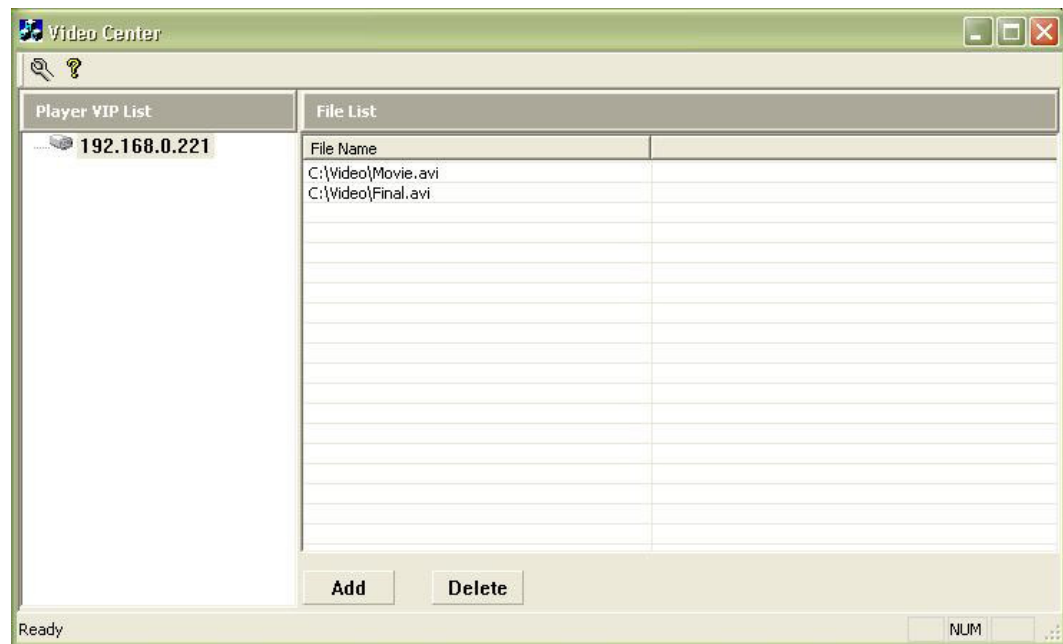 Video Center
Player VIP List
File List
192.168.0.221
File Name
C:\Video\Movie.avi
C:\Video\Final.avi
Add
Delete
Ready
NUM